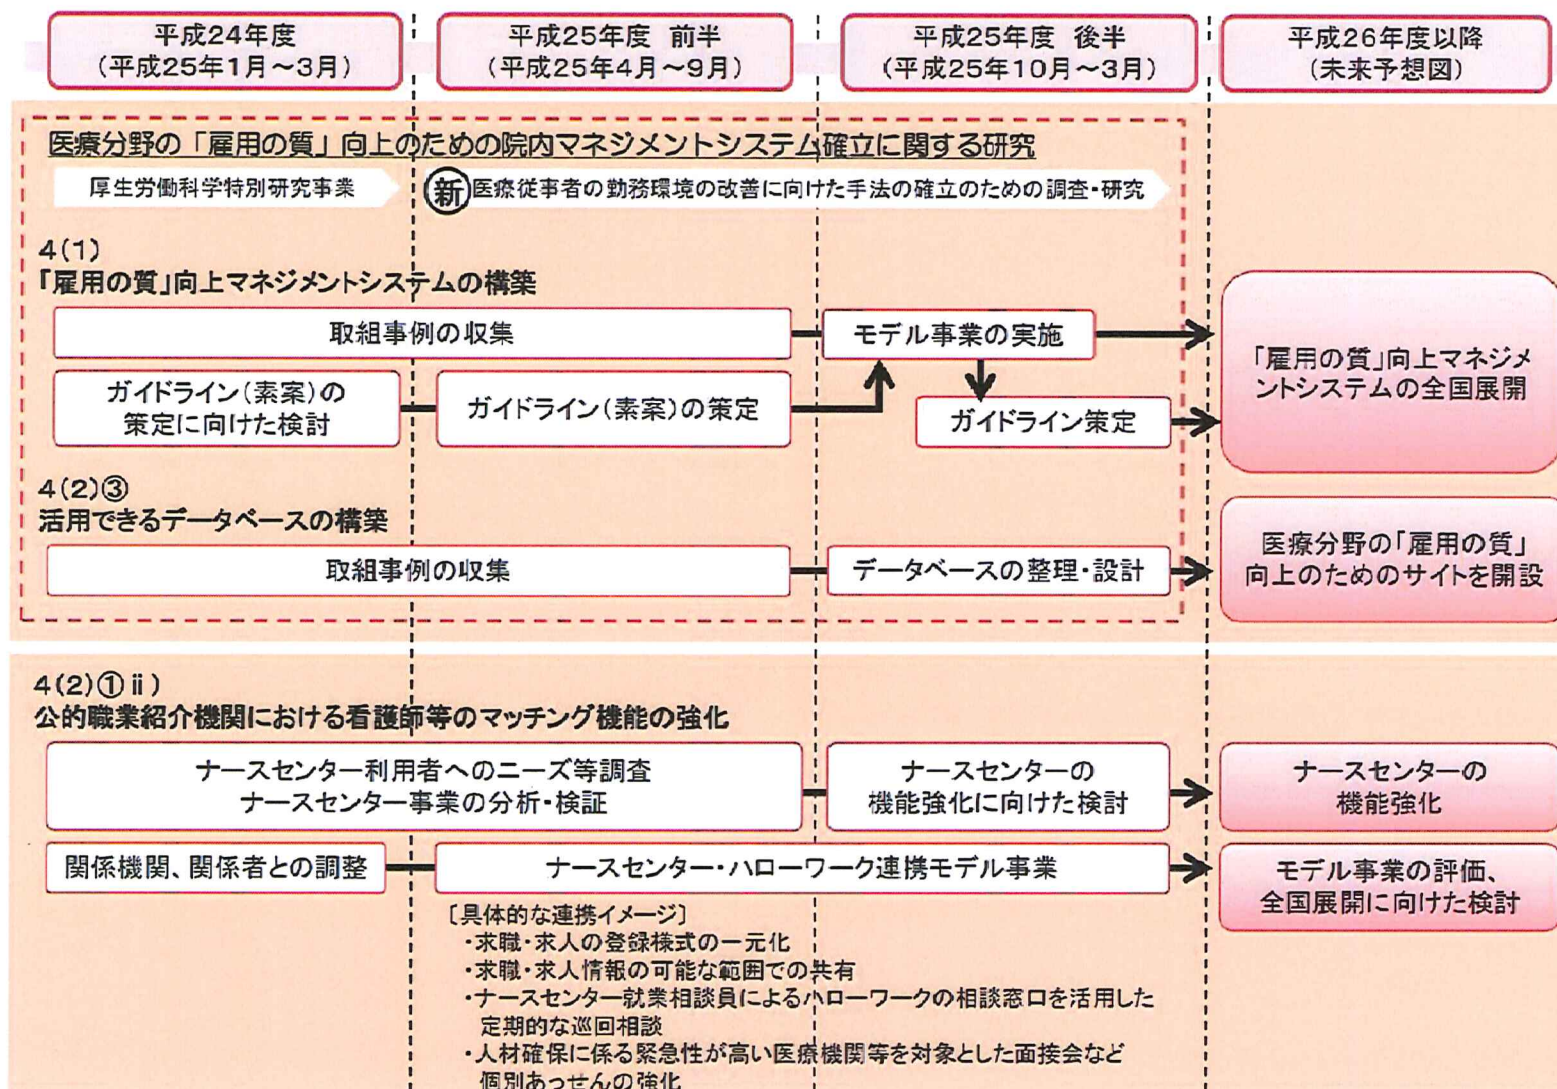 平成24年度
(平成25年1月～3月)
平成25年度 前半
(平成25年4月～9月)
平成25年度 後半
(平成25年10月～3月)
平成26年度以降
(未来予想図)
医療分野の「雇用の質」向上のための院内マネジメントシステム確立に関する研究
厚生労働科学特別研究事業
新 医療従事者の勤務環境の改善に向けた手法の確立のための調査・研究
4(1)
「雇用の質」向上マネジメントシステムの構築
取組事例の収集
モデル事業の実施
ガイドライン(素案)の
策定に向けた検討
ガイドライン(素案)の策定
ガイドライン策定
「雇用の質」向上マネジメ
ントシステムの全国展開
4(2)③
活用できるデータベースの構築
取組事例の収集
データベースの整理・設計
医療分野の「雇用の質」
向上のためのサイトを開設
4(2)①ⅱ)
公的職業紹介機関における看護師等のマッチング機能の強化
ナースセンター利用者へのニーズ等調査
ナースセンター事業の分析・検証
ナースセンターの
機能強化に向けた検討
ナースセンターの
機能強化
関係機関、関係者との調整
ナースセンター・ハローワーク連携モデル事業
モデル事業の評価、
全国展開に向けた検討
〔具体的な連携イメージ〕
・求職・求人の登録様式の一元化
・求職・求人情報の可能な範囲での共有
・ナースセンター就業相談員によるハローワークの相談窓口を活用した
定期的な巡回相談
・人材確保に係る緊急性が高い医療機関等を対象とした面接会など
個別あっせんの強化